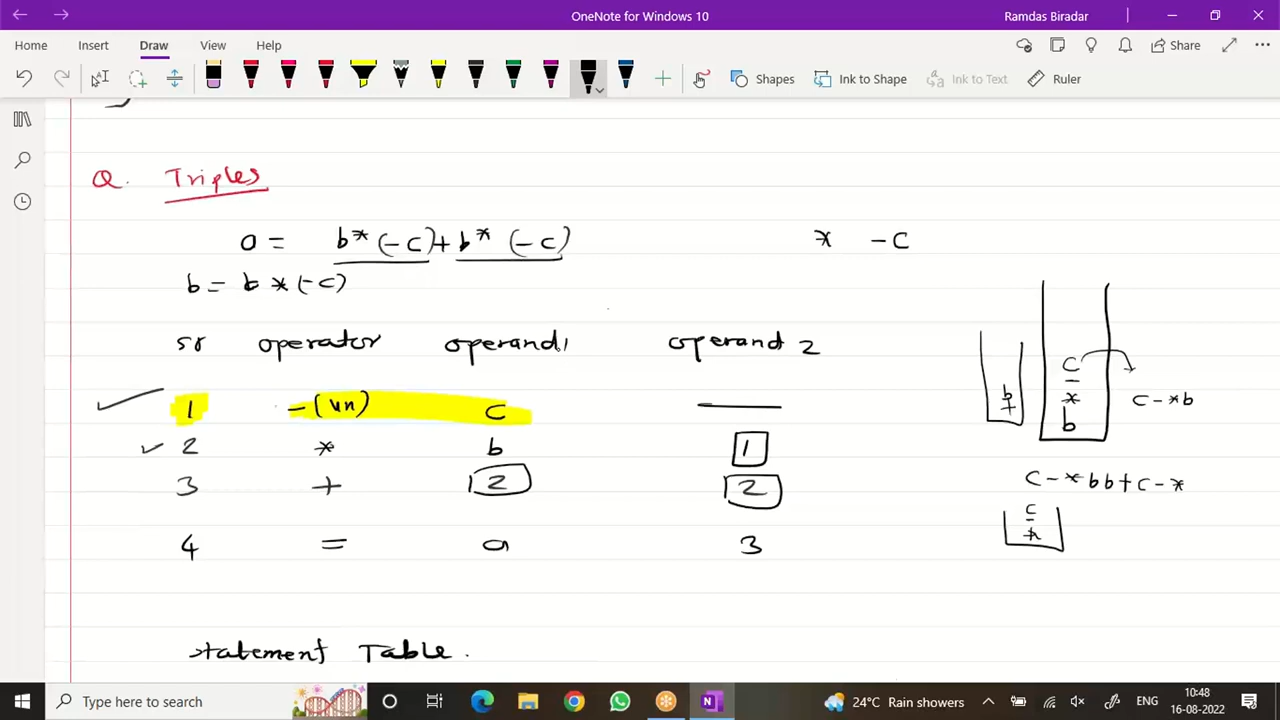 OneNote for Windows 10
Ramdas Biradar
Home Insert Draw View Help
Share
Shapes
Ink to Shape
Ink to Text
Ruler
Q. Triples
a = b*(-c)+b*(-c)
* -c
b = b*(-c)
sr operator operand1 operand 2
1 -(un) c —
2 * b 1
3 + 2 2
4 = a 3
b
+
c
-
*
b
c-*b
c-*bb+c-*
c
-
*
statement Table.
Type here to search
24°C Rain showers
ENG
10:48
16-08-2022